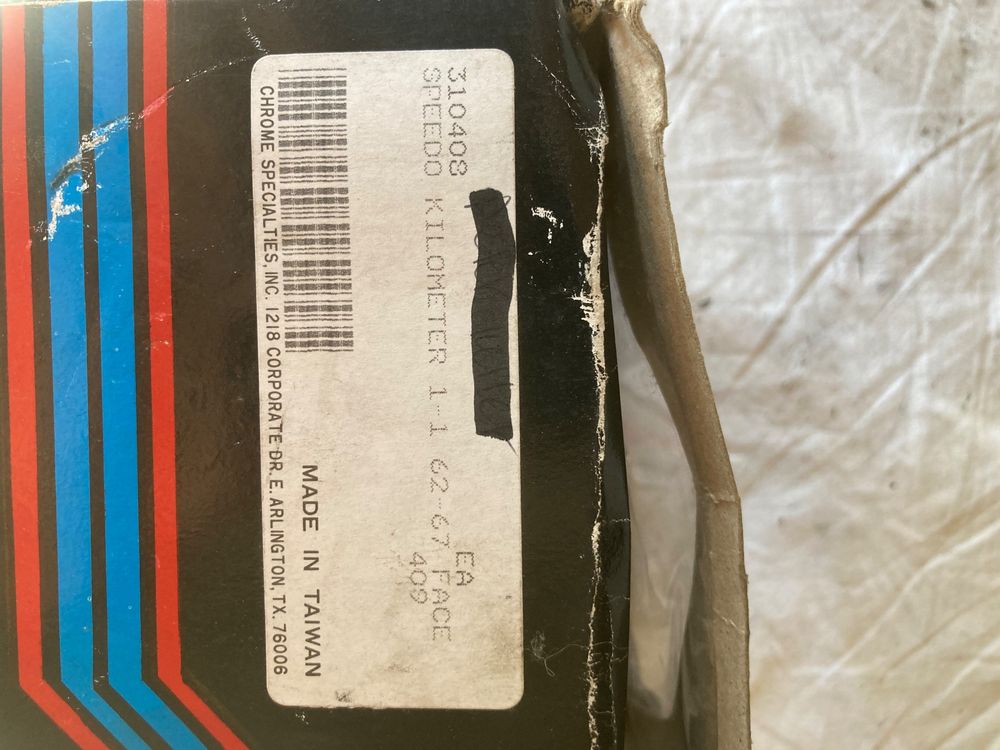 310408
EA
SPEEDO KILOMETER 1-1 62-67 FACE
409
MADE IN TAIWAN
CHROME SPECIALTIES, INC. 1218 CORPORATE DR. E. ARLINGTON, TX. 76006